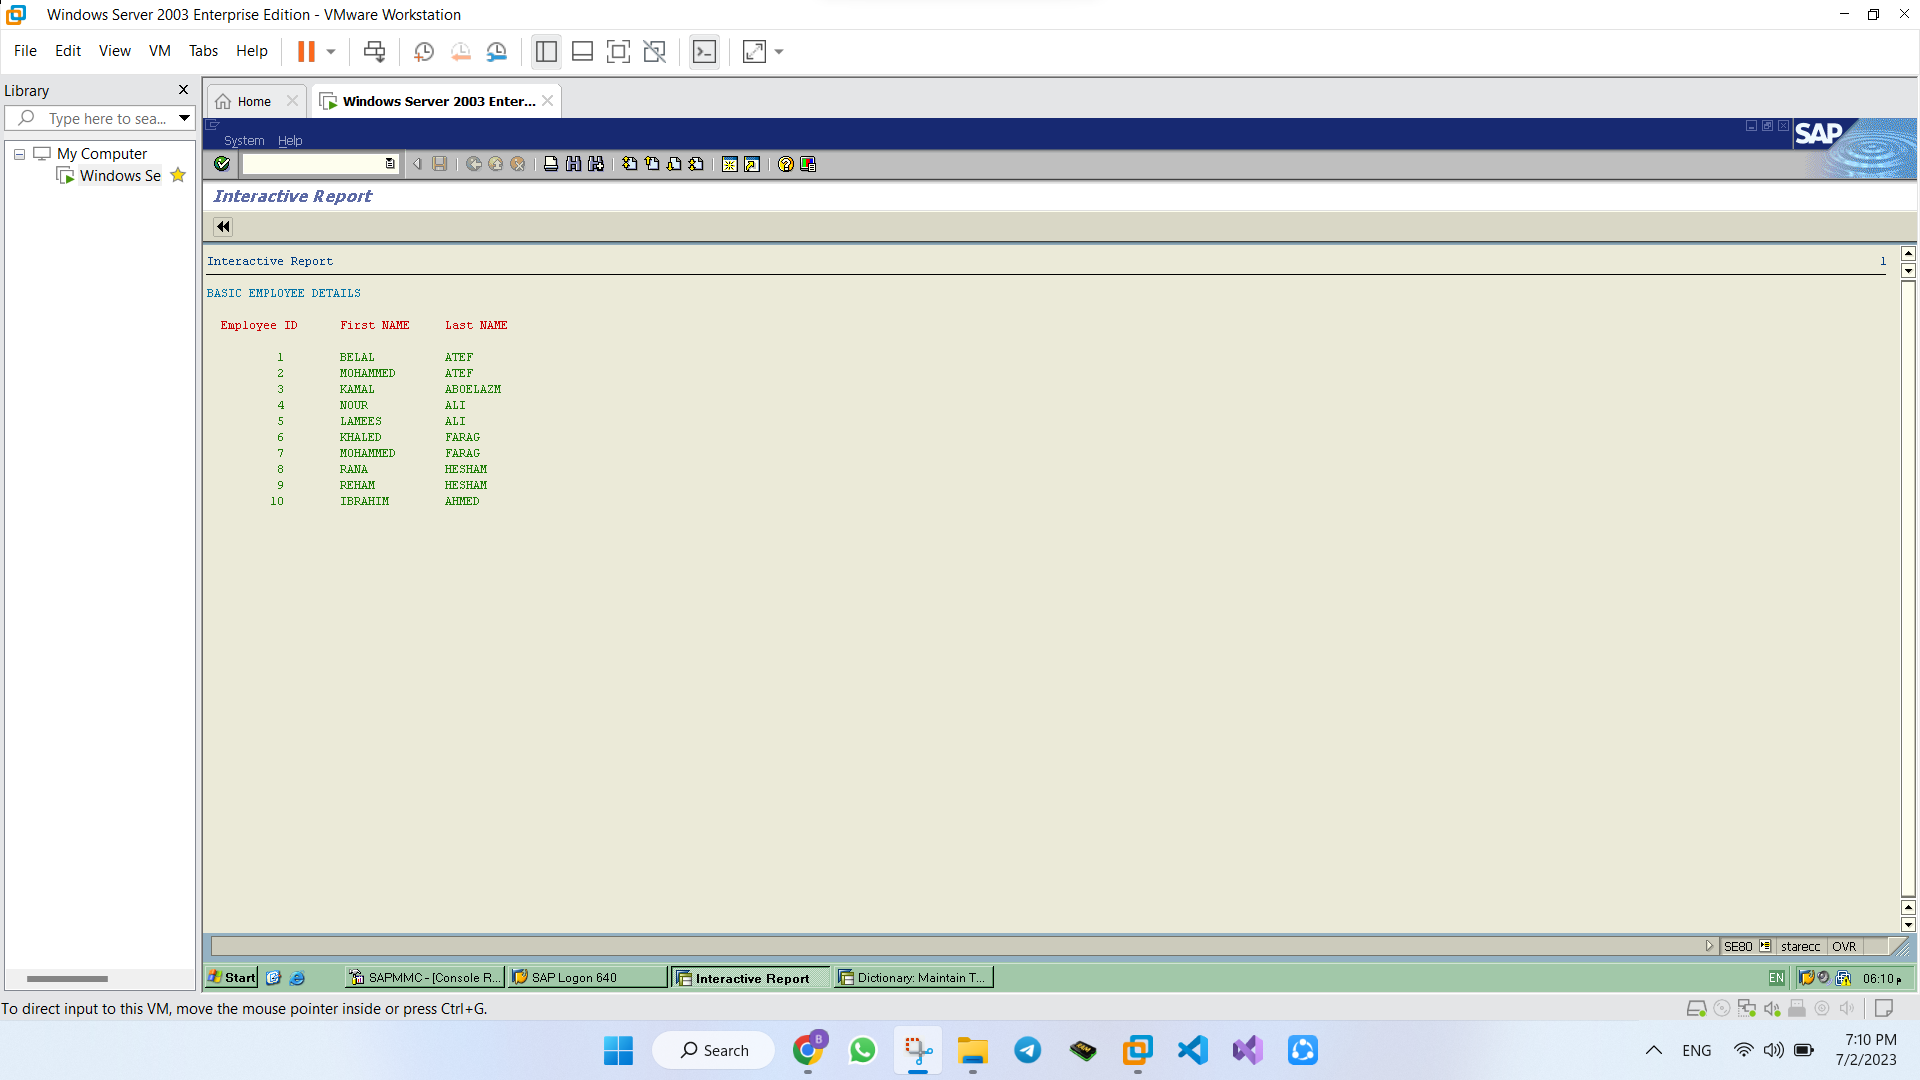 Windows Server 2003 Enterprise Edition - VMware Workstation
File Edit View VM Tabs Help
Library
Home
Windows Server 2003 Enter...
Type here to sea...
My Computer
Windows Se
System Help
SAP
Interactive Report
Interactive Report 1
BASIC EMPLOYEE DETAILS
Employee ID First NAME Last NAME
1 BELAL ATEF
2 MOHAMMED ATEF
3 KAMAL ABOELAZM
4 NOUR ALI
5 LAMEES ALI
6 KHALED FARAG
7 MOHAMMED FARAG
8 RANA HESHAM
9 REHAM HESHAM
10 IBRAHIM AHMED
SE80 starecc OVR
Start
SAPMMC - [Console R...
SAP Logon 640
Interactive Report
Dictionary: Maintain T...
EN
06:10 م
To direct input to this VM, move the mouse pointer inside or press Ctrl+G.
Search
B
ENG
7:10 PM
7/2/2023